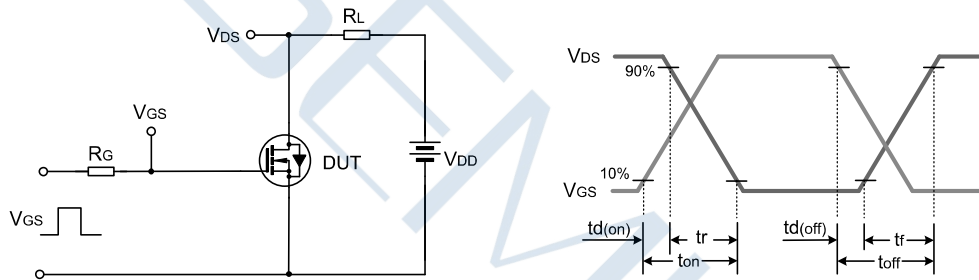 VDS
RL
VGS
RG
DUT
VDD
VGS
VDS
90%
10%
VGS
td(on)
tr
td(off)
tf
ton
toff
SEMI